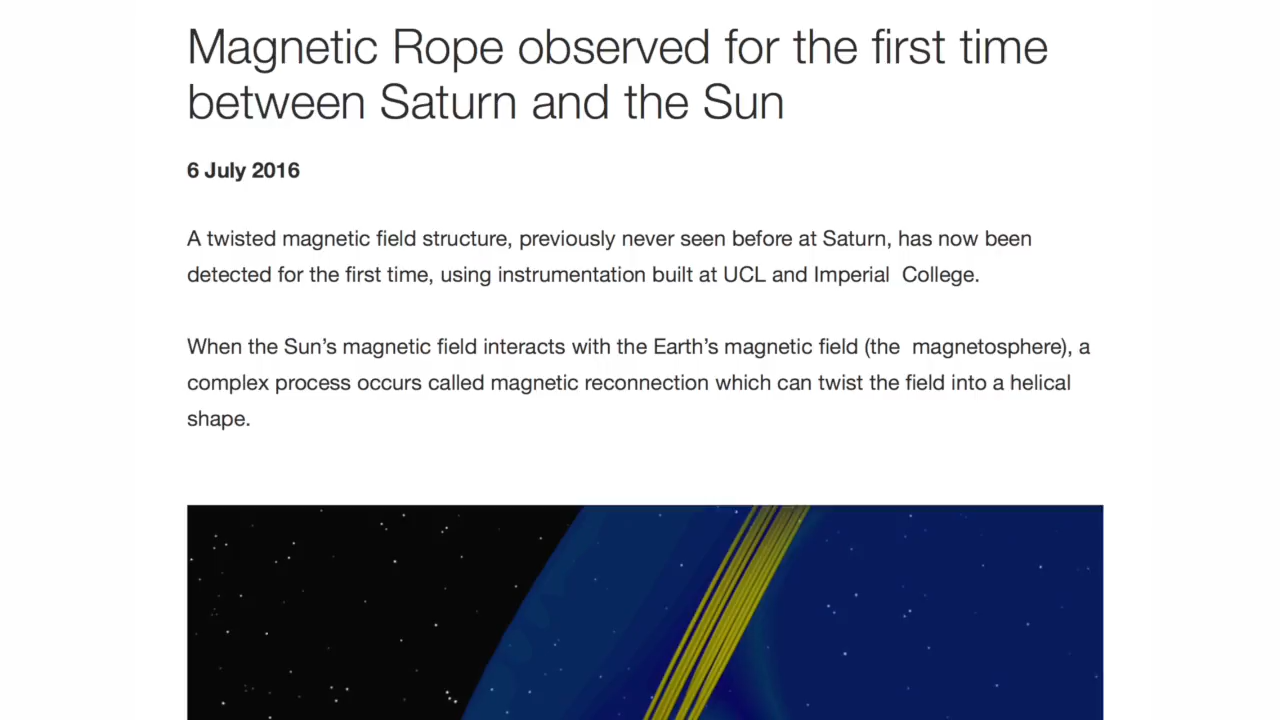 Magnetic Rope observed for the first time
between Saturn and the Sun
6 July 2016
A twisted magnetic field structure, previously never seen before at Saturn, has now been
detected for the first time, using instrumentation built at UCL and Imperial  College.
When the Sun’s magnetic field interacts with the Earth’s magnetic field (the  magnetosphere), a
complex process occurs called magnetic reconnection which can twist the field into a helical
shape.